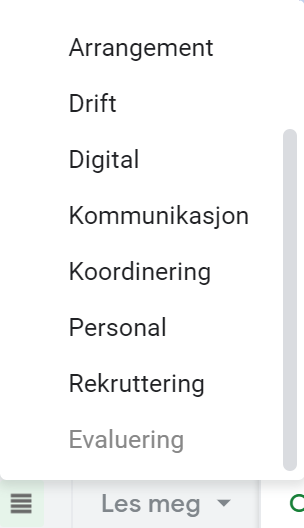 Arrangement
Drift
Digital
Kommunikasjon
Koordinering
Personal
Rekruttering
Evaluering
Les meg